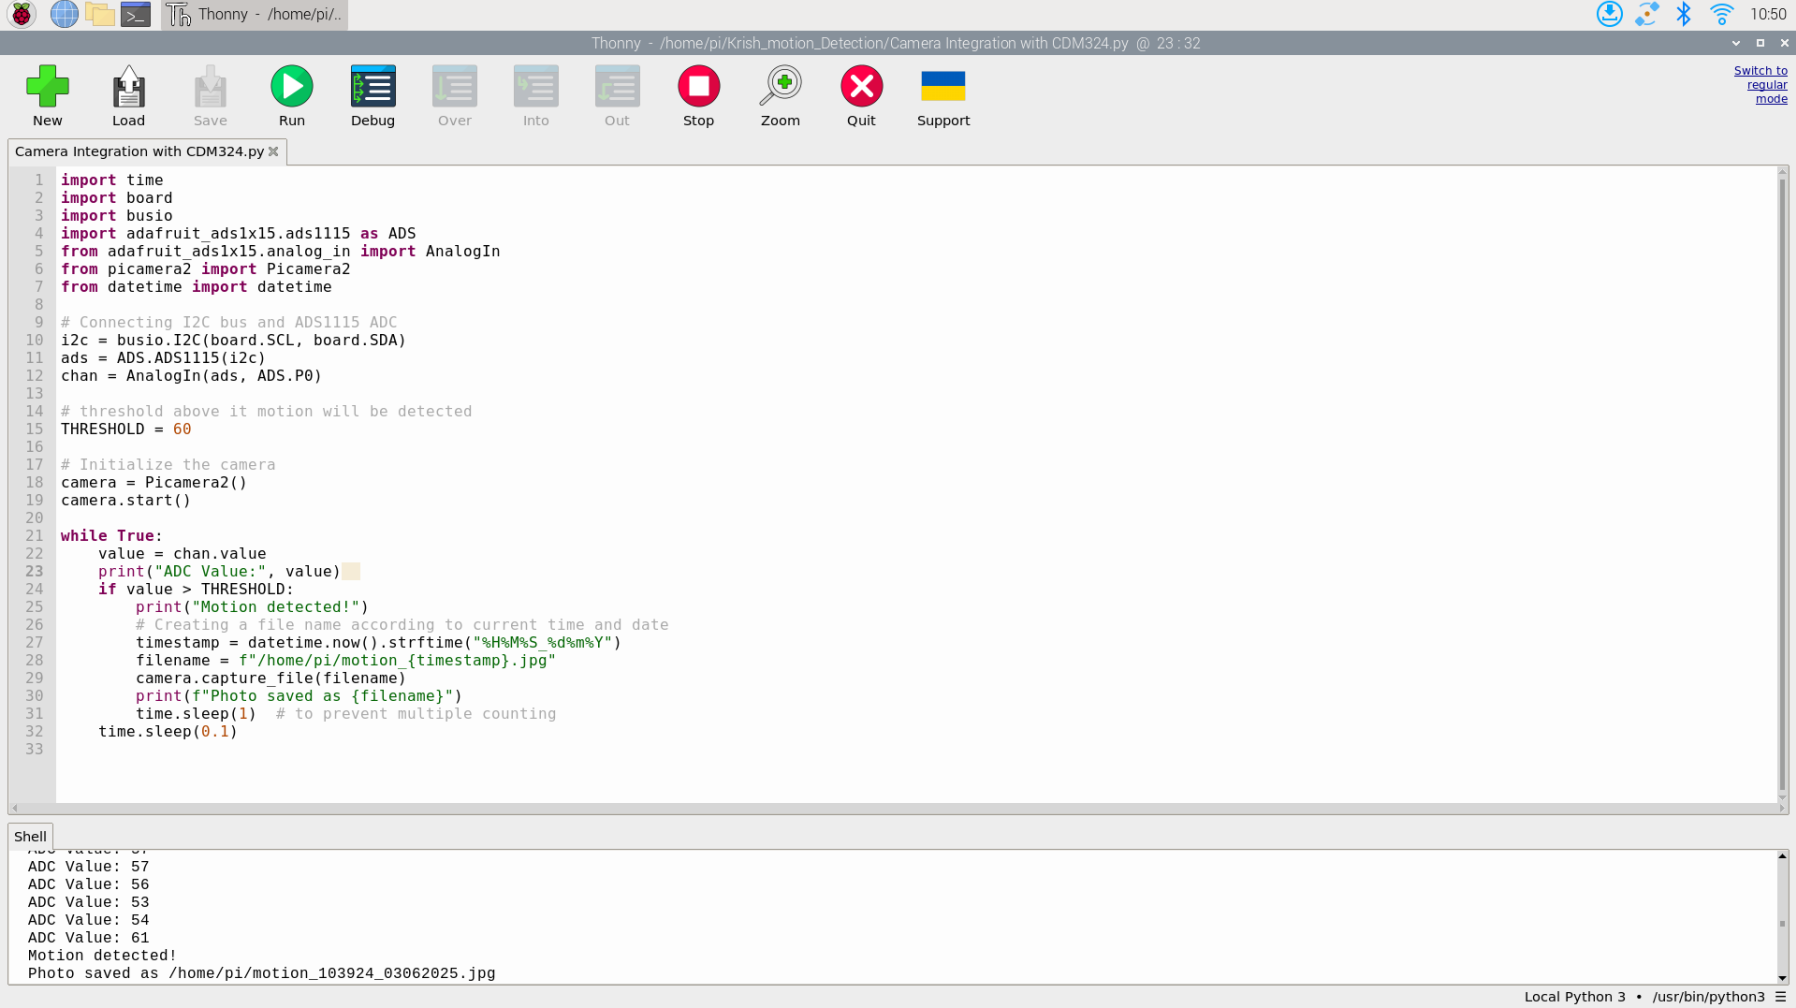 Thonny - /home/pi/..
10:50
Thonny - /home/pi/Krish_motion_Detection/Camera Integration with CDM324.py @ 23 : 32
New
Load
Save
Run
Debug
Over
Into
Out
Stop
Zoom
Quit
Support
Switch to
regular
mode
Camera Integration with CDM324.py
1 import time
2 import board
3 import busio
4 import adafruit_ads1x15.ads1115 as ADS
5 from adafruit_ads1x15.analog_in import AnalogIn
6 from picamera2 import Picamera2
7 from datetime import datetime
8
9 # Connecting I2C bus and ADS1115 ADC
10 i2c = busio.I2C(board.SCL, board.SDA)
11 ads = ADS.ADS1115(i2c)
12 chan = AnalogIn(ads, ADS.P0)
13
14 # threshold above it motion will be detected
15 THRESHOLD = 60
16
17 # Initialize the camera
18 camera = Picamera2()
19 camera.start()
20
21 while True:
22     value = chan.value
23     print("ADC Value:", value)
24     if value > THRESHOLD:
25         print("Motion detected!")
26         # Creating a file name according to current time and date
27         timestamp = datetime.now().strftime("%H%M%S_%d%m%Y")
28         filename = f"/home/pi/motion_{timestamp}.jpg"
29         camera.capture_file(filename)
30         print(f"Photo saved as {filename}")
31         time.sleep(1)  # to prevent multiple counting
32     time.sleep(0.1)
33
Shell
ADC Value: 57
ADC Value: 56
ADC Value: 53
ADC Value: 54
ADC Value: 61
Motion detected!
Photo saved as /home/pi/motion_103924_03062025.jpg
Local Python 3 • /usr/bin/python3 ☰